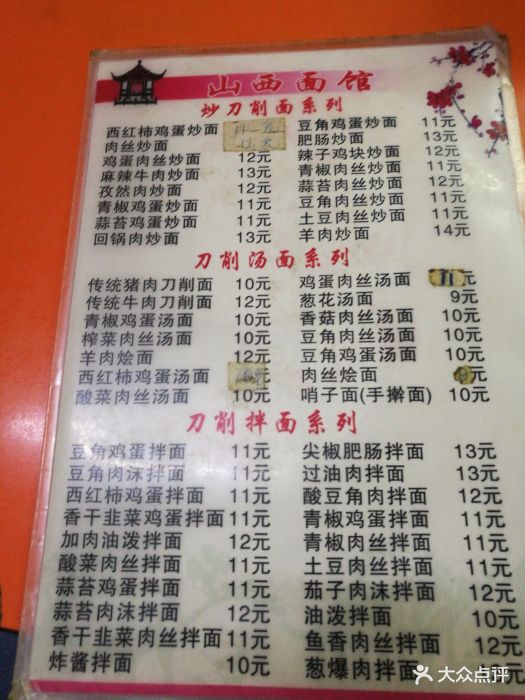 山西面馆
炒刀削面系列
西红柿鸡蛋炒面
肉丝炒面
鸡蛋肉丝炒面 12元
麻辣牛肉炒面 13元
孜然肉炒面 12元
青椒鸡蛋炒面 11元
蒜苔鸡蛋炒面 11元
回锅肉炒面 13元
豆角鸡蛋炒面 11元
肥肠炒面 13元
辣子鸡块炒面 12元
青椒肉丝炒面 11元
蒜苔肉丝炒面 12元
豆角肉丝炒面 11元
土豆肉丝炒面 11元
羊肉炒面 14元
刀削汤面系列
传统猪肉刀削面 10元
传统牛肉刀削面 12元
青椒鸡蛋汤面 10元
榨菜肉丝汤面 10元
羊肉烩面 12元
西红柿鸡蛋汤面
酸菜肉丝汤面 10元
鸡蛋肉丝汤面 11元
葱花汤面 9元
香菇肉丝汤面 10元
豆角肉丝汤面 10元
豆角鸡蛋汤面 10元
肉丝烩面 9元
哨子面(手擀面) 10元
刀削拌面系列
豆角鸡蛋拌面 11元
豆角肉沫拌面 11元
西红柿鸡蛋拌面 11元
香干韭菜鸡蛋拌面 11元
加肉油泼拌面 12元
酸菜肉丝拌面 11元
蒜苔鸡蛋拌面 11元
蒜苔肉沫拌面 12元
香干韭菜肉丝拌面 11元
炸酱拌面 10元
尖椒肥肠拌面 13元
过油肉拌面 13元
酸豆角肉拌面 12元
青椒鸡蛋拌面 11元
青椒肉丝拌面 11元
土豆肉丝拌面 11元
茄子肉沫拌面 12元
油泼拌面 10元
鱼香肉丝拌面 12元
葱爆肉拌面
大众点评